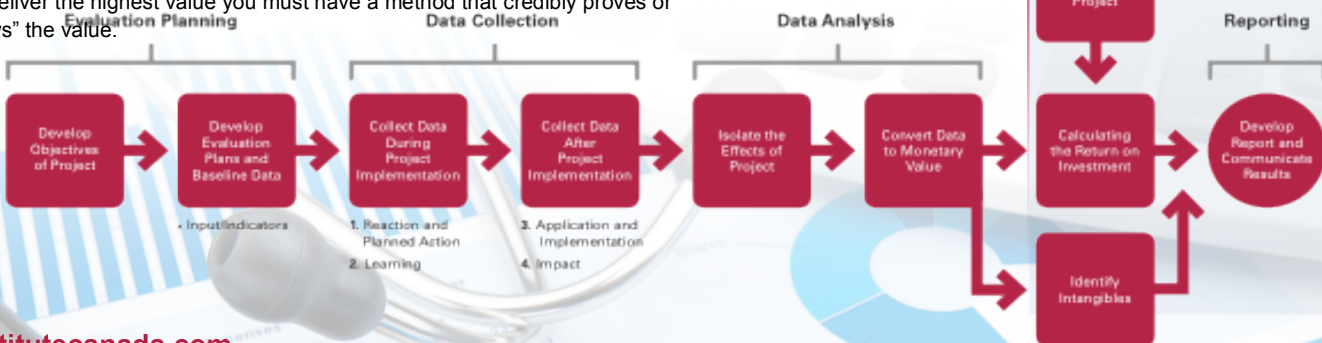 eliver the highest value you must have a method that credibly proves or
ws” the value.
Evaluation Planning
Data Collection
Data Analysis
Project
Reporting
Develop
Objectives
of Project
Develop
Evaluation
Plans and
Baseline Data
Collect Data
During
Project
Implementation
Collect Data
After
Project
Implementation
Isolate the
Effects of
Project
Convert Data
to Monetary
Value
Calculating
the Return on
Investment
Develop
Report and
Communicate
Results
- Input/Indicators
1. Reaction and
Planned Action
2. Learning
3. Application and
Implementation
4. Impact
Identify
Intangibles
titutecanada.com